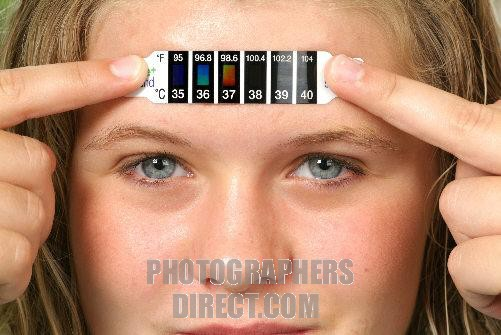 °F 95 96.8 98.6 100.4 102.2 104
°C 35 36 37 38 39 40
PHOTOGRAPHERS
DIRECT.COM